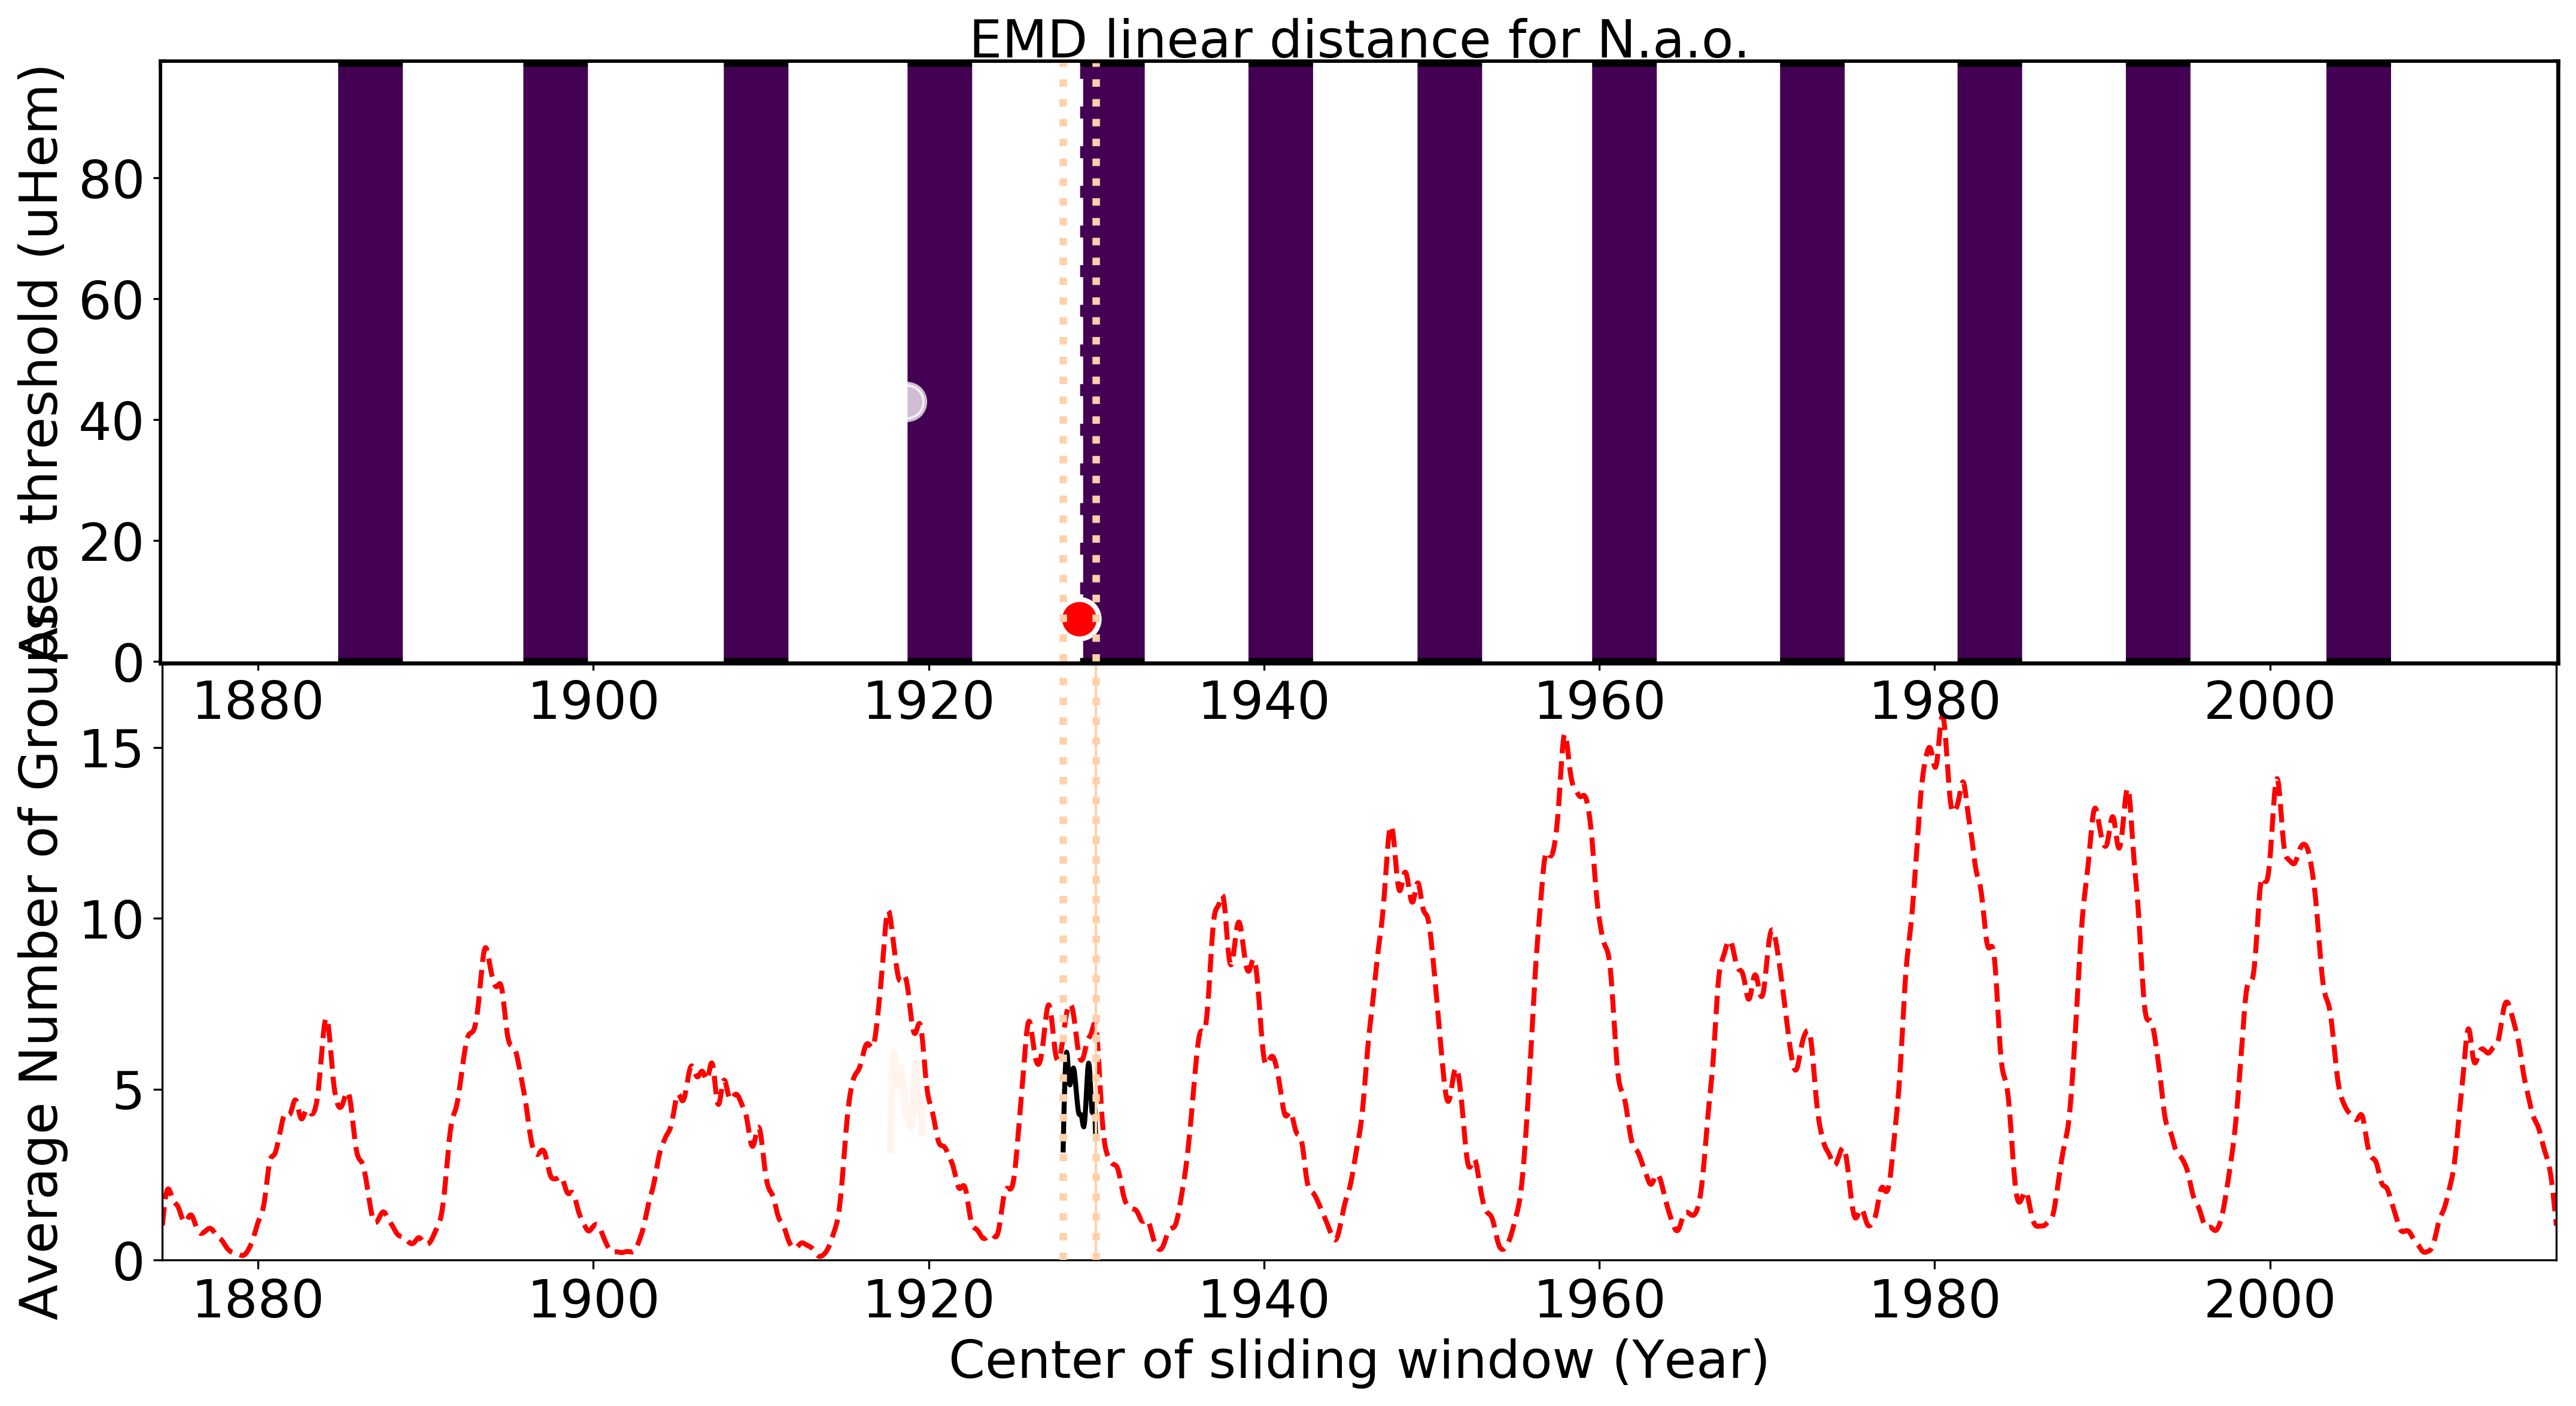 EMD linear distance for N.a.o.
Area threshold (uHem)
80
60
40
20
0
1880 1900 1920 1940 1960 1980 2000
Average Number of Groups
15
10
5
0
1880 1900 1920 1940 1960 1980 2000
Center of sliding window (Year)